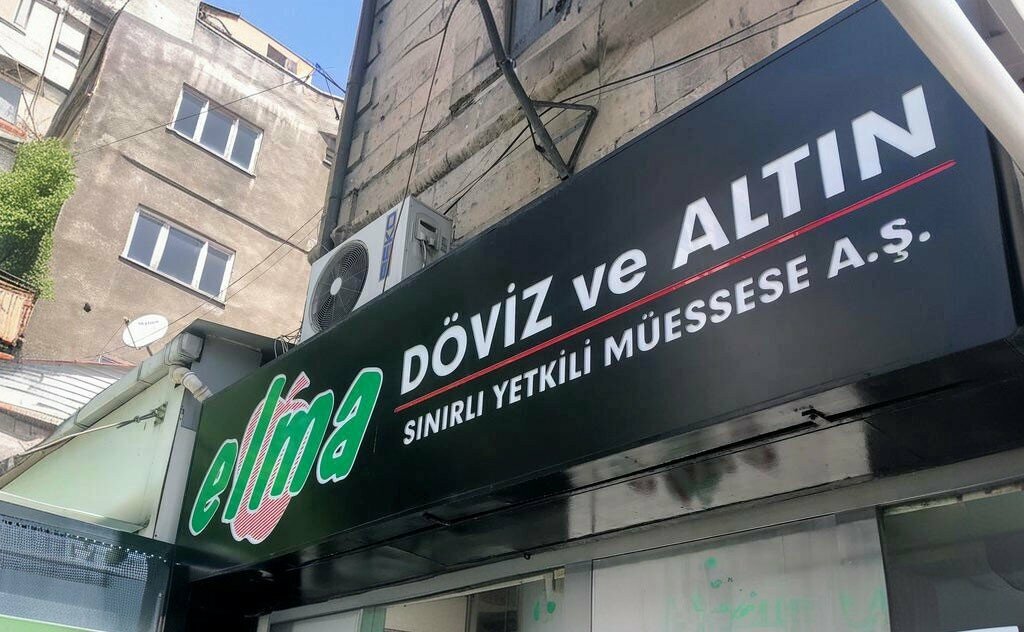 elma
DÖVİZ ve ALTIN
SINIRLI YETKİLİ MÜESSESE A.Ş.